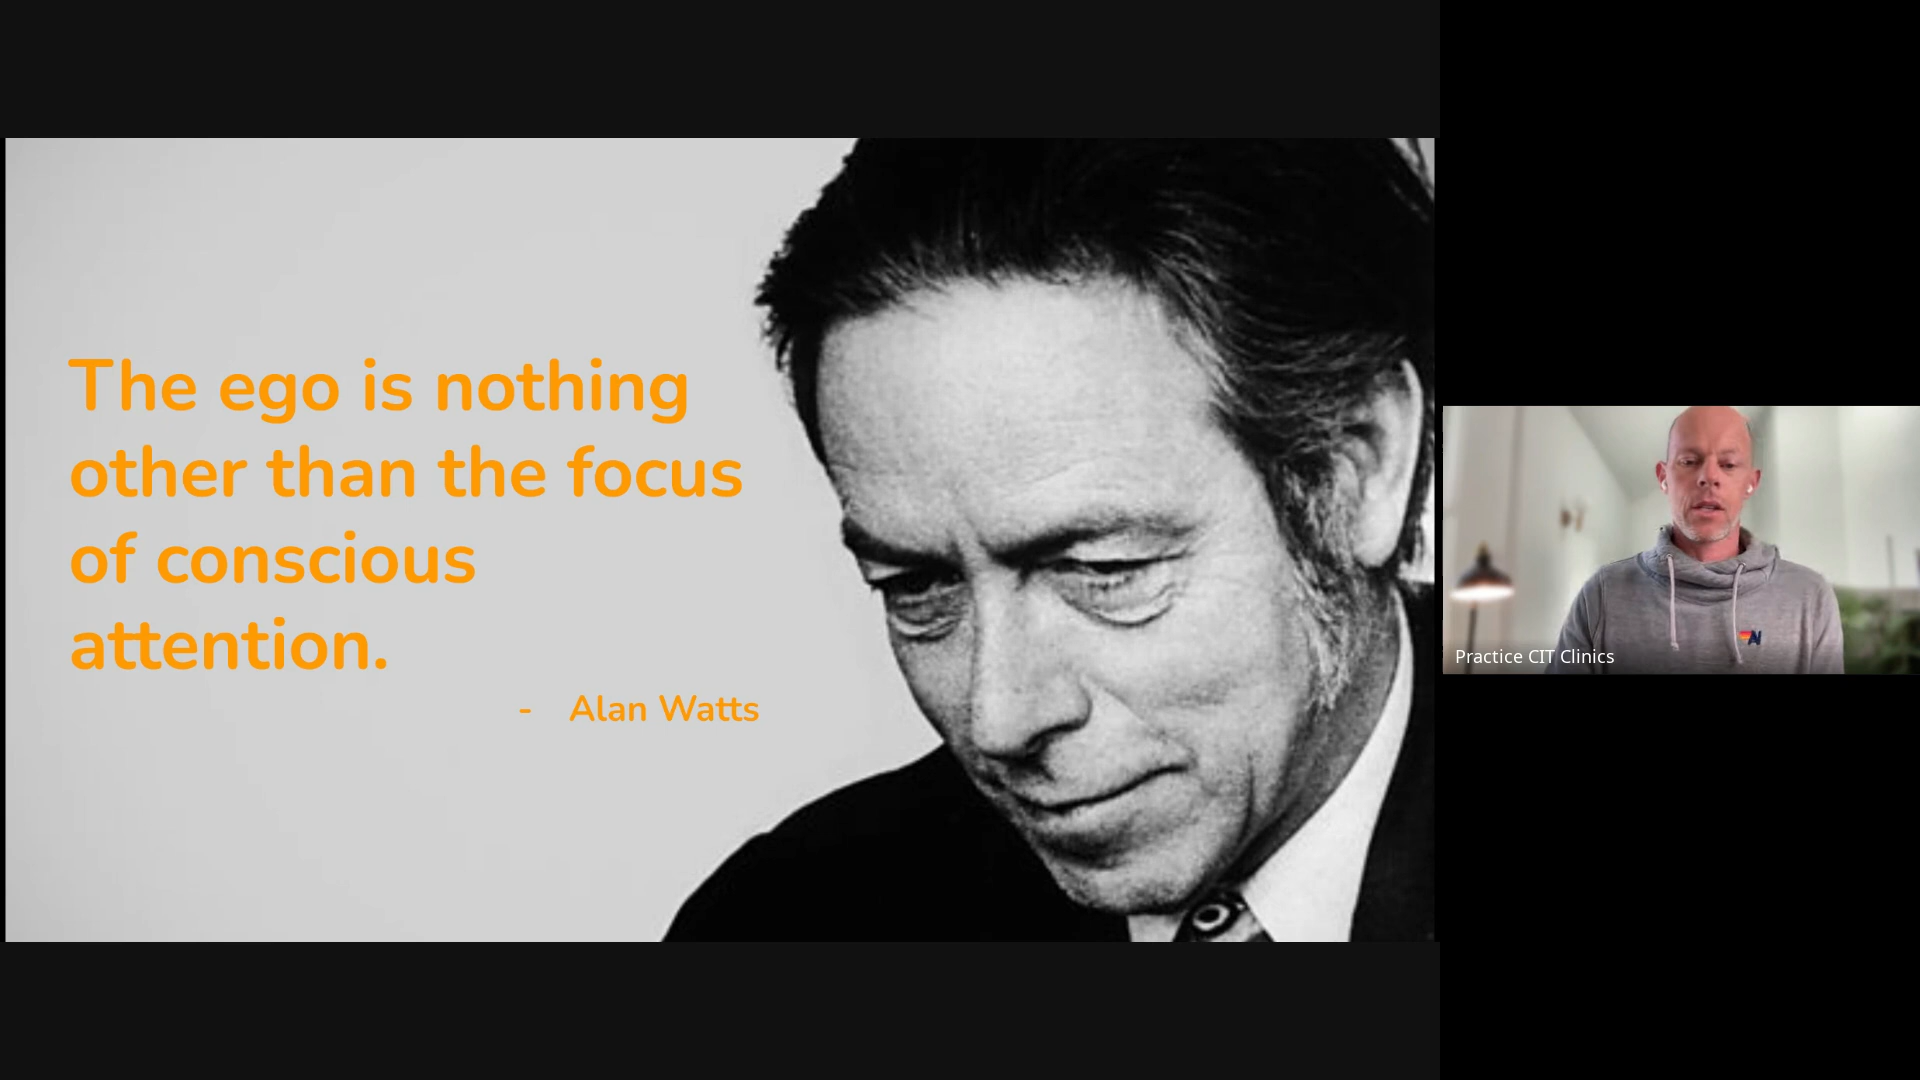 The ego is nothing
other than the focus
of conscious
attention.
- Alan Watts
Practice CIT Clinics